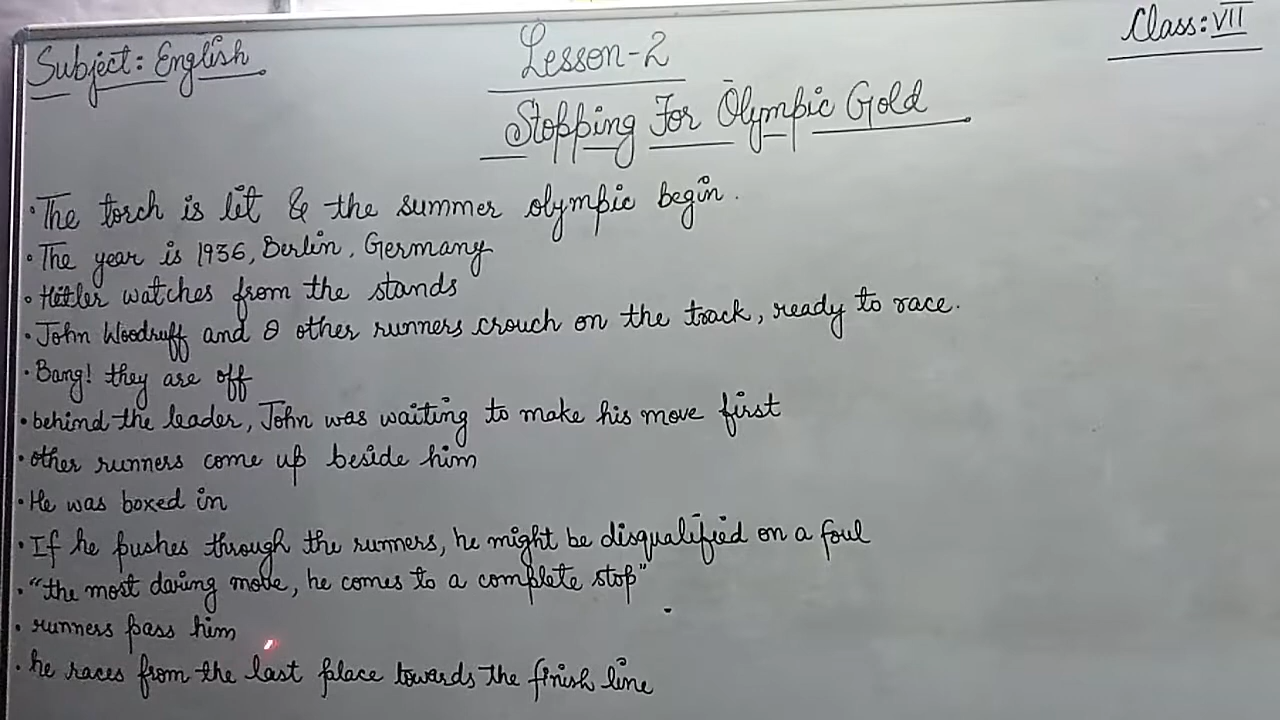 Subject: English
Lesson-2
Class: VII
Stopping For Olympic Gold
• The torch is lit & the summer olympic begin.
• The year is 1936, Berlin, Germany
• Hitler watches from the stands
• John Woodruff and 8 other runners crouch on the track, ready to race.
• Bang! they are off
• behind the leader, John was waiting to make his move first
• other runners come up beside him
• He was boxed in
• If he pushes through the runners, he might be disqualified on a foul
• "the most daring move, he comes to a complete stop"
• runners pass him
• he races from the last place towards the finish line